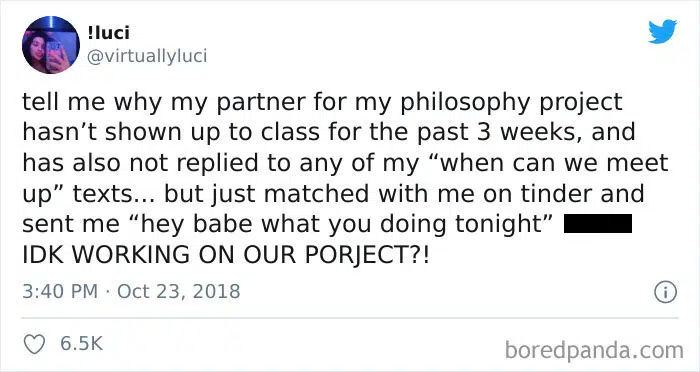 !luci
@virtuallyluci
tell me why my partner for my philosophy project
hasn’t shown up to class for the past 3 weeks, and
has also not replied to any of my “when can we meet
up” texts... but just matched with me on tinder and
sent me “hey babe what you doing tonight”
IDK WORKING ON OUR PORJECT?!
3:40 PM · Oct 23, 2018
6.5K
boredpanda.com